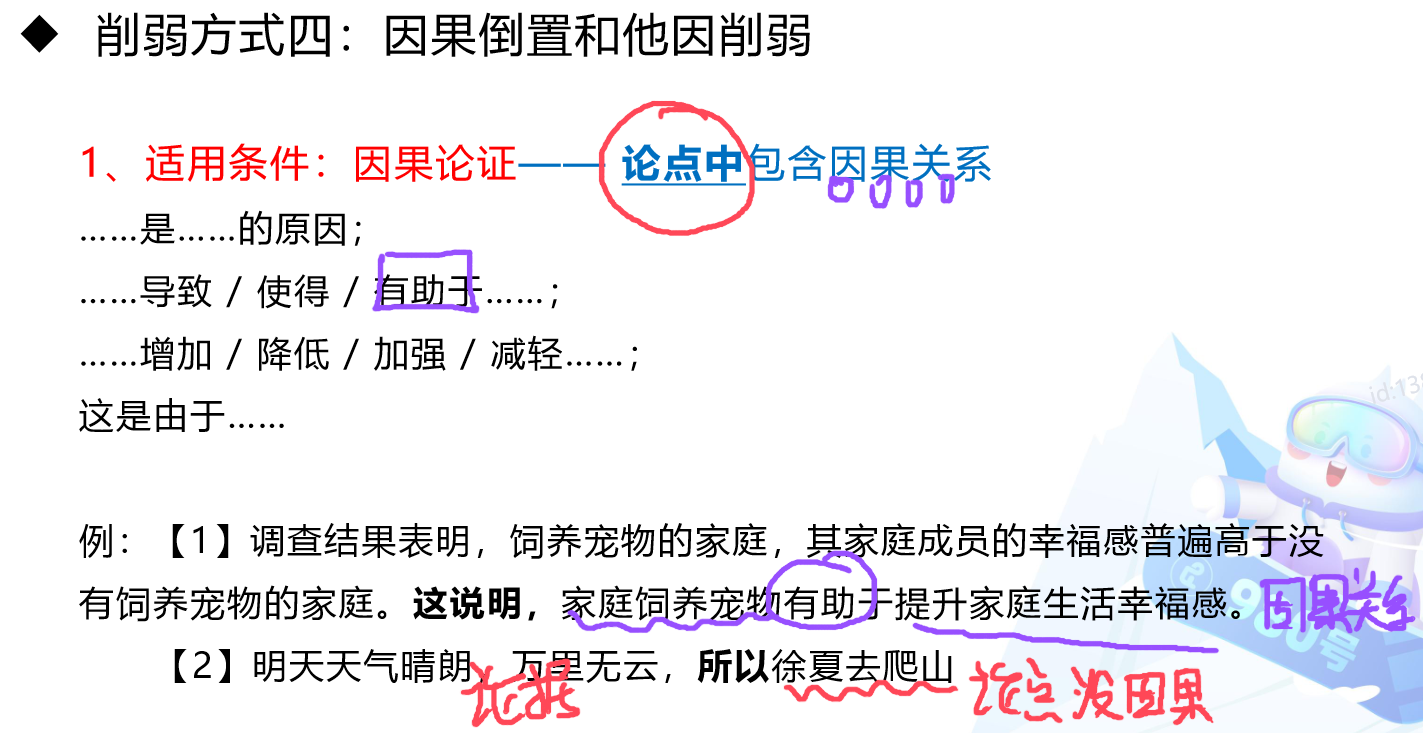 ◆ 削弱方式四：因果倒置和他因削弱
1、适用条件：因果论证—— 论点中包含因果关系
……是……的原因；
……导致 / 使得 / 有助于……；
……增加 / 降低 / 加强 / 减轻……；
这是由于……
id:138
例：【1】调查结果表明，饲养宠物的家庭，其家庭成员的幸福感普遍高于没
有饲养宠物的家庭。这说明，家庭饲养宠物有助于提升家庭生活幸福感。因果关系
【2】明天天气晴朗，万里无云，所以徐夏去爬山
论据
论点没因果